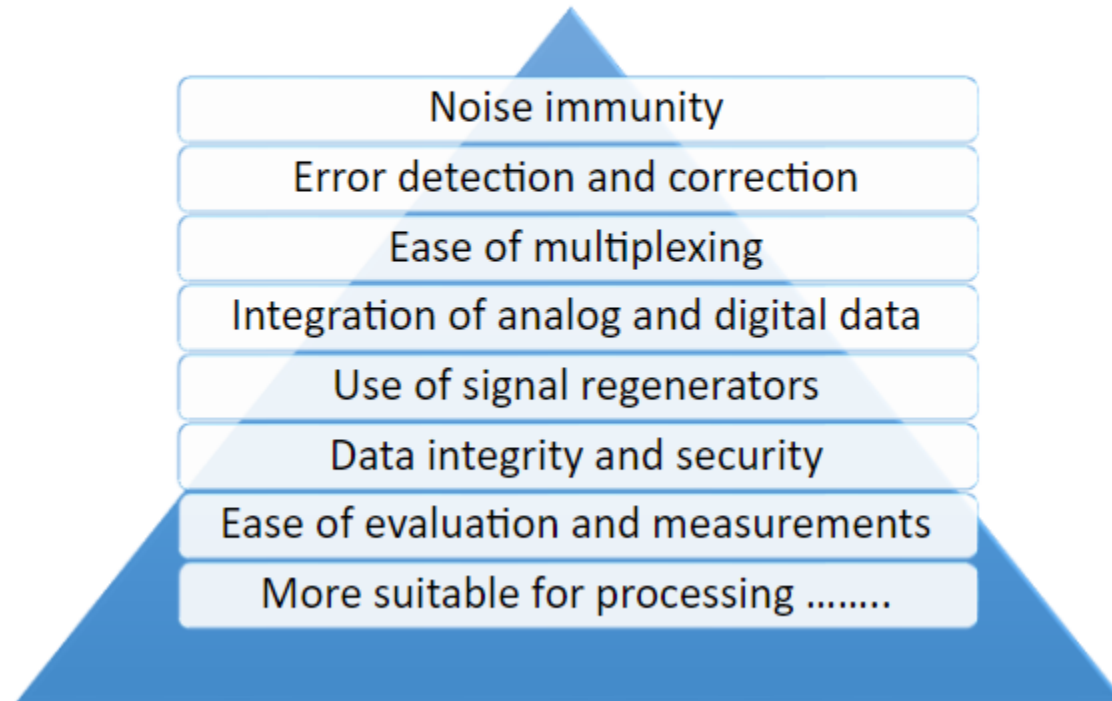 Noise immunity
Error detection and correction
Ease of multiplexing
Integration of analog and digital data
Use of signal regenerators
Data integrity and security
Ease of evaluation and measurements
More suitable for processing ........